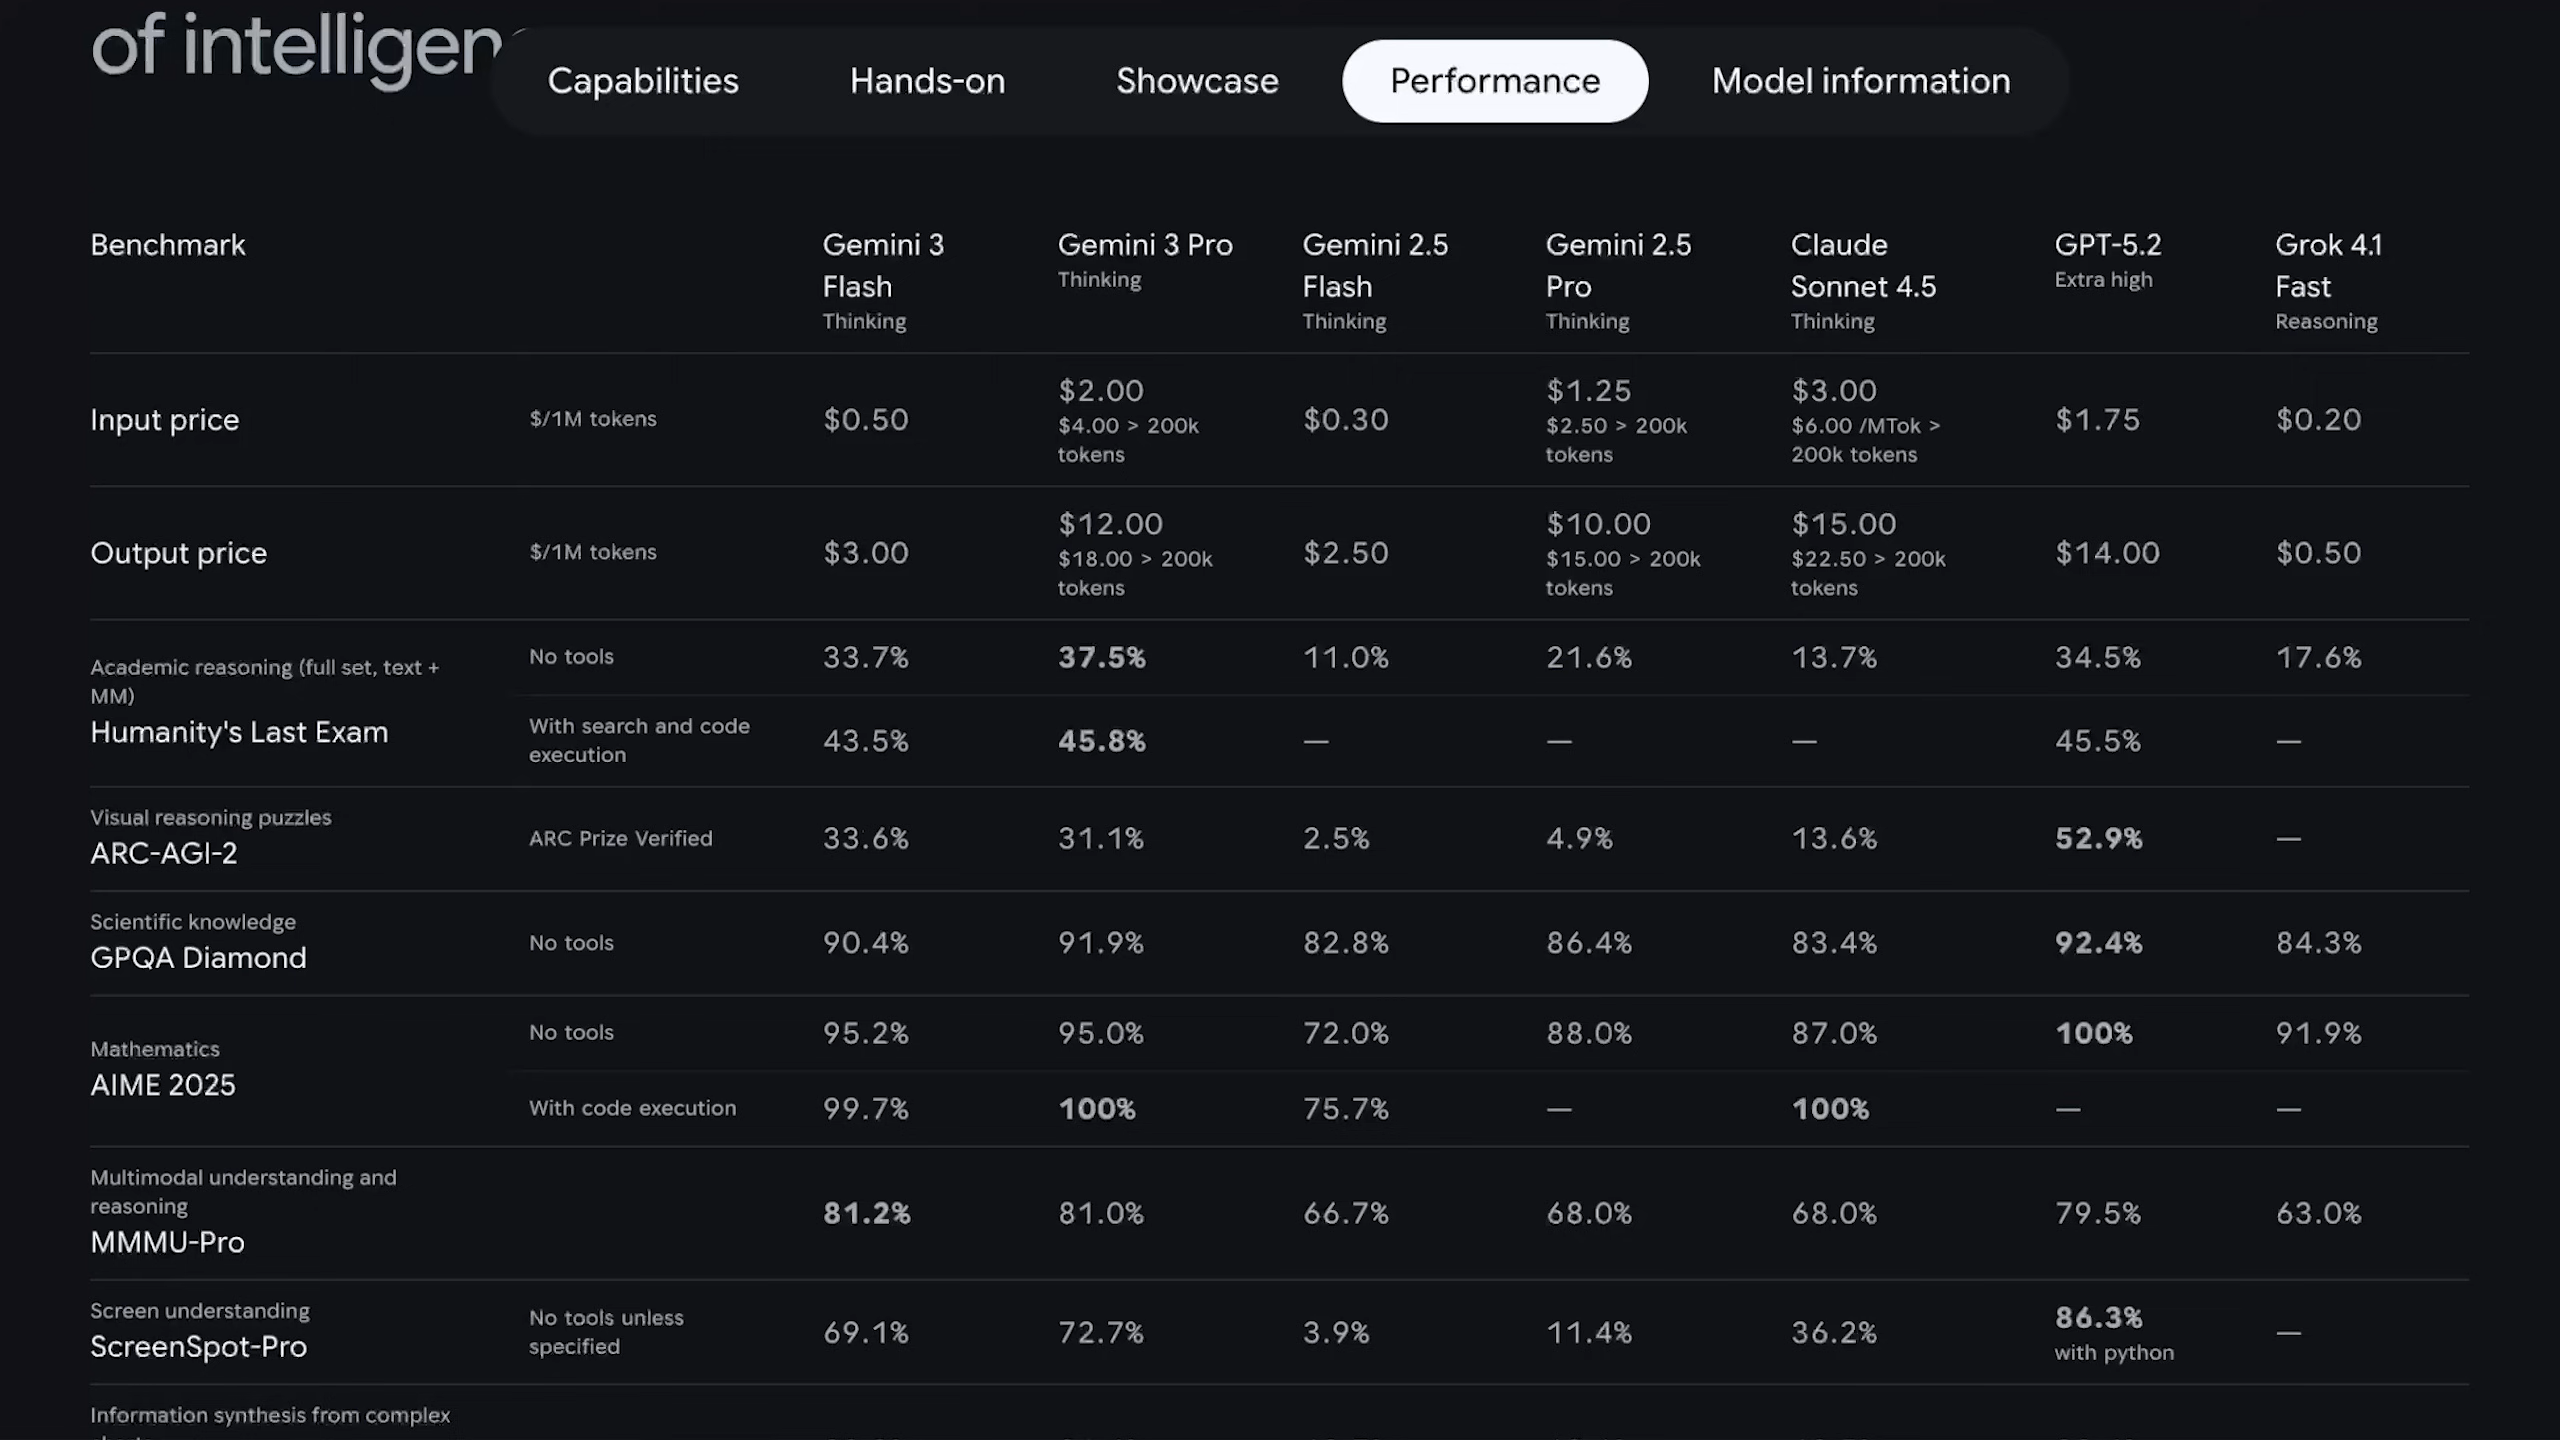 of intelligen
Capabilities Hands-on Showcase Performance Model information
Benchmark Gemini 3 Flash Thinking Gemini 3 Pro Thinking Gemini 2.5 Flash Thinking Gemini 2.5 Pro Thinking Claude Sonnet 4.5 Thinking GPT-5.2 Extra high Grok 4.1 Fast Reasoning
Input price $/1M tokens $0.50 $2.00 $4.00 > 200k tokens $0.30 $1.25 $2.50 > 200k tokens $3.00 $6.00 /MTok > 200k tokens $1.75 $0.20
Output price $/1M tokens $3.00 $12.00 $18.00 > 200k tokens $2.50 $10.00 $15.00 > 200k tokens $15.00 $22.50 > 200k tokens $14.00 $0.50
Academic reasoning (full set, text +
MM)
Humanity's Last Exam
No tools 33.7% 37.5% 11.0% 21.6% 13.7% 34.5% 17.6%
With search and code execution 43.5% 45.8% — — — 45.5% —
Visual reasoning puzzles
ARC-AGI-2 ARC Prize Verified 33.6% 31.1% 2.5% 4.9% 13.6% 52.9% —
Scientific knowledge
GPQA Diamond No tools 90.4% 91.9% 82.8% 86.4% 83.4% 92.4% 84.3%
Mathematics
AIME 2025
No tools 95.2% 95.0% 72.0% 88.0% 87.0% 100% 91.9%
With code execution 99.7% 100% 75.7% — 100% — —
Multimodal understanding and
reasoning
MMMU-Pro 81.2% 81.0% 66.7% 68.0% 68.0% 79.5% 63.0%
Screen understanding
ScreenSpot-Pro No tools unless specified 69.1% 72.7% 3.9% 11.4% 36.2% 86.3% with python —
Information synthesis from complex